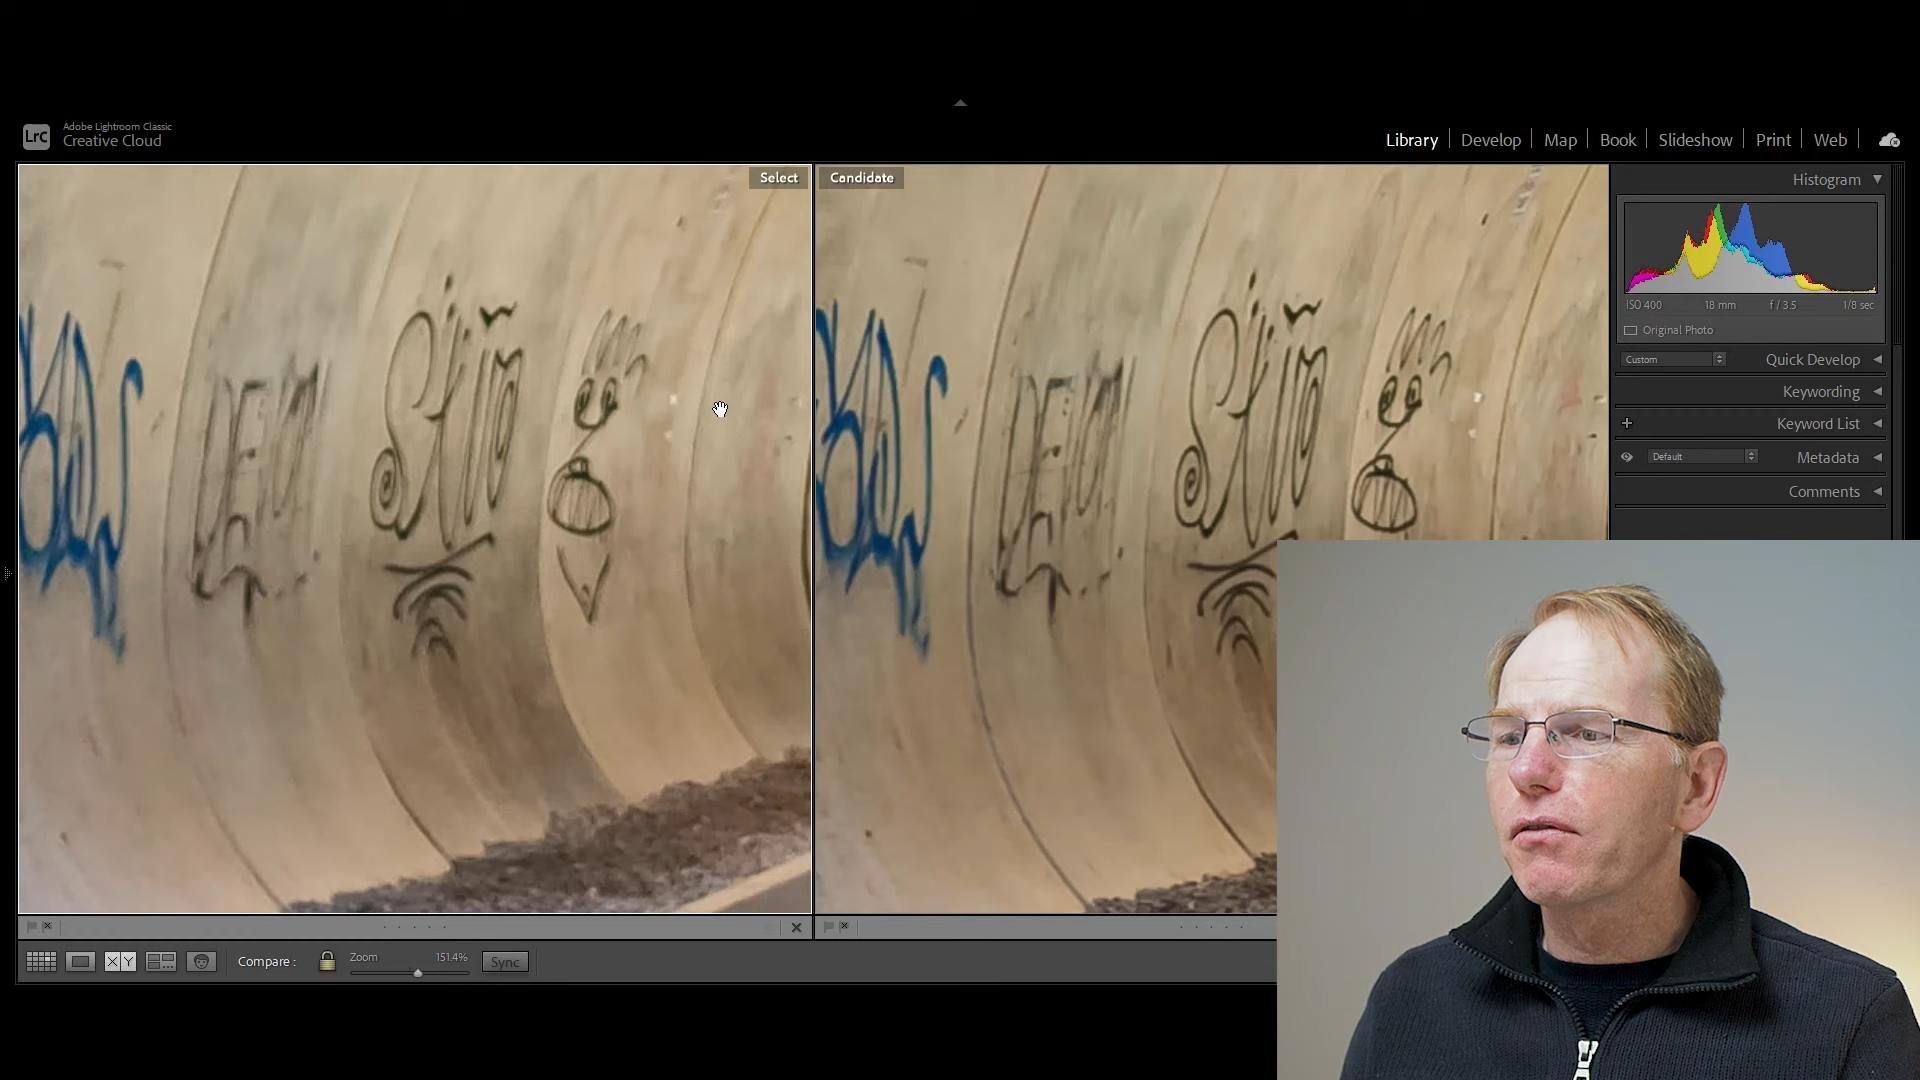 Adobe Lightroom Classic
LrC
Creative Cloud
Library
Develop
Map
Book
Slideshow
Print
Web
Select
Candidate
Histogram
ISO 400
18 mm
f / 3.5
1/8 sec
Original Photo
Custom
Quick Develop
Keywording
Keyword List
Default
Metadata
Comments
XY
Compare :
Zoom
151.4%
Sync